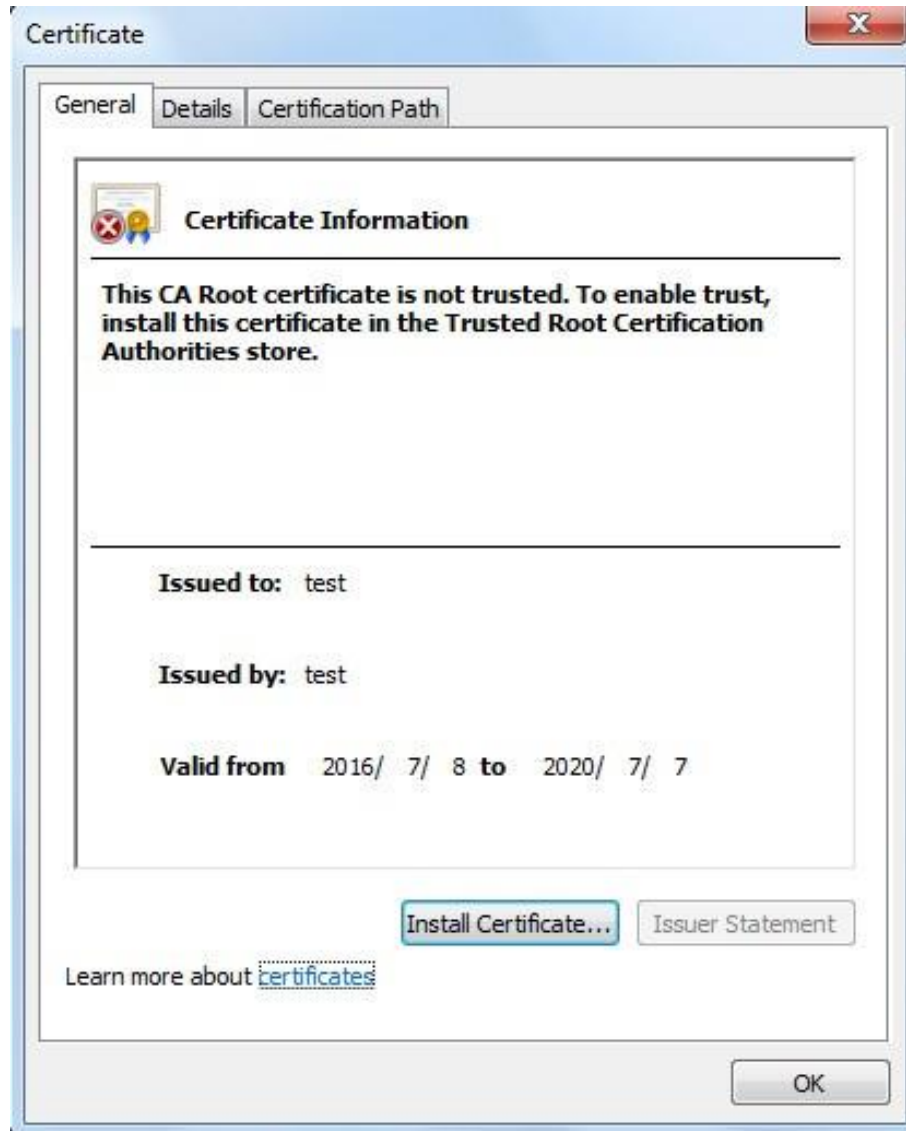 Certificate
General Details Certification Path
Certificate Information
This CA Root certificate is not trusted. To enable trust,
install this certificate in the Trusted Root Certification
Authorities store.
Issued to: test
Issued by: test
Valid from 2016/ 7/ 8 to 2020/ 7/ 7
Install Certificate... Issuer Statement
Learn more about certificates
OK